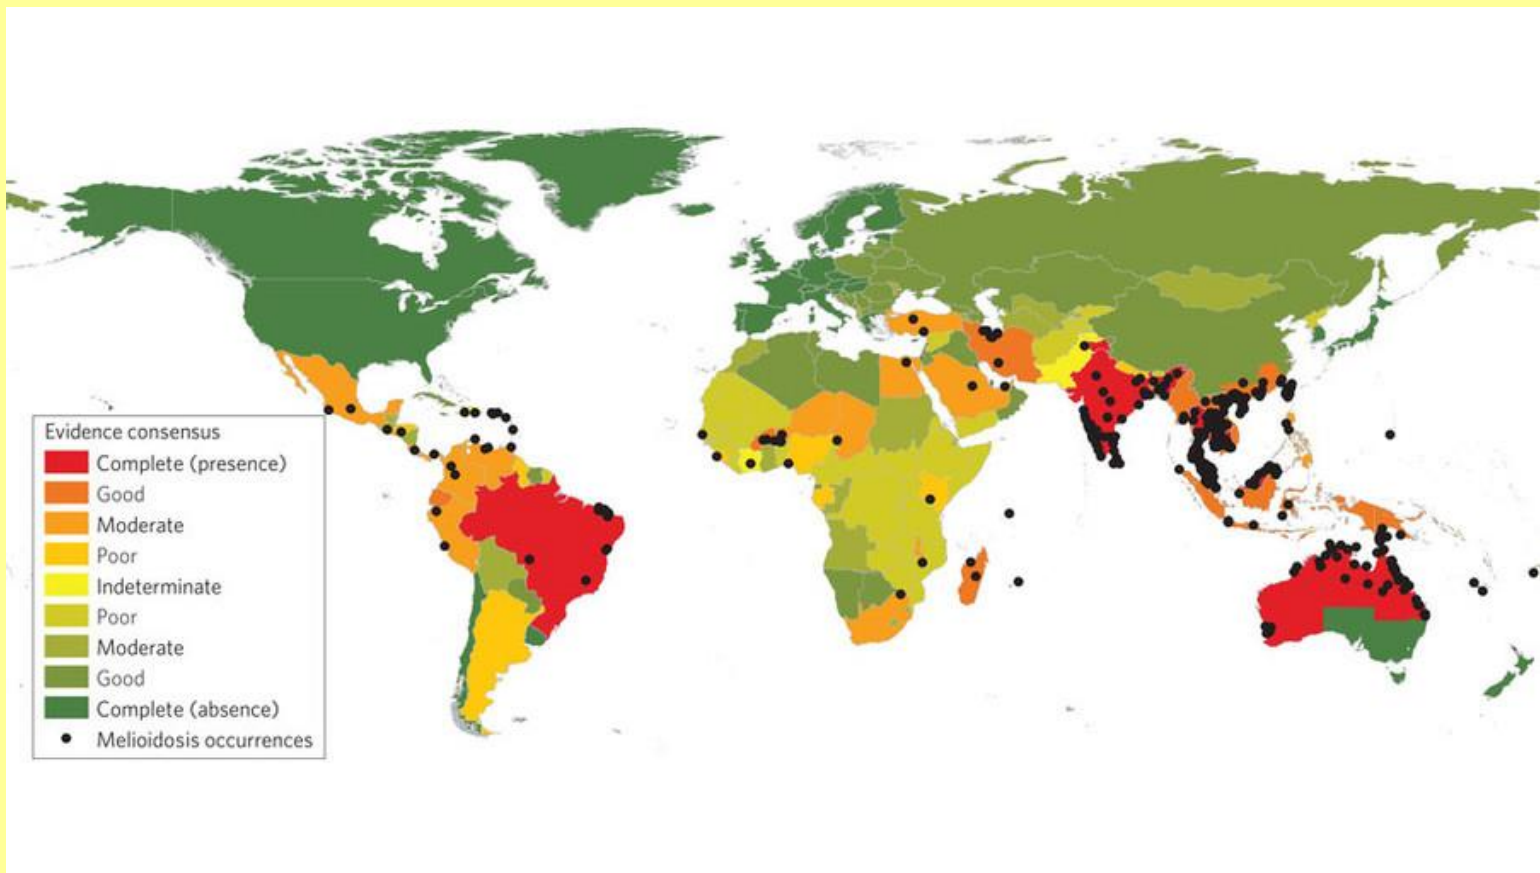 Evidence consensus
Complete (presence)
Good
Moderate
Poor
Indeterminate
Poor
Moderate
Good
Complete (absence)
Melioidosis occurrences